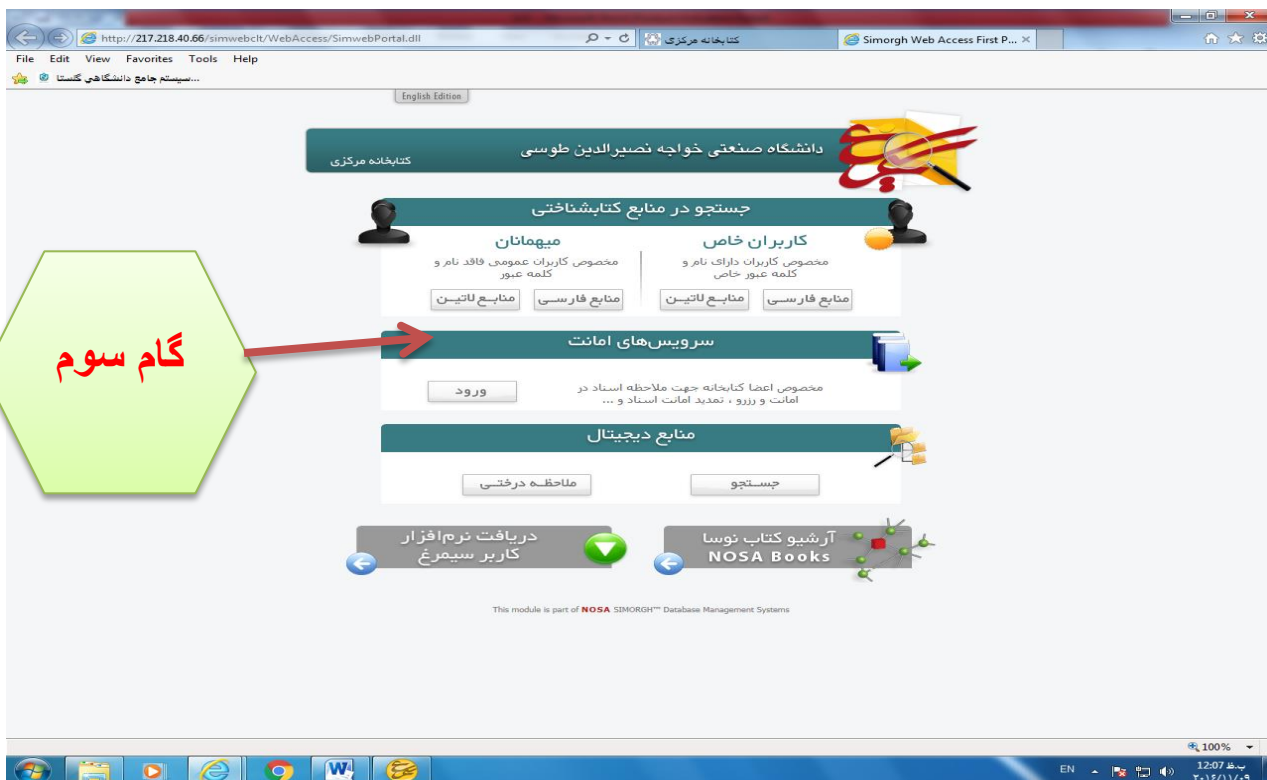 http://217.218.40.66/simwebclt/WebAccess/SimwebPortal.dll
کتابخانه مرکزی
Simorgh Web Access First P...
File Edit View Favorites Tools Help
سیستم جامع دانشگاهی گلستا...
English Edition
دانشگاه صنعتی خواجه نصیرالدین طوسی
کتابخانه مرکزی
سیمرغ
جستجو در منابع کتابشناختی
کاربران خاص
مخصوص کاربران دارای نام و
کلمه عبور خاص
منابع فارسی
منابع لاتین
میهمانان
مخصوص کاربران عمومی فاقد نام و
کلمه عبور
منابع فارسی
منابع لاتین
گام سوم
سرویس‌های امانت
مخصوص اعضا کتابخانه جهت ملاحظه اسناد در
امانت و رزرو ، تمدید امانت اسناد و ...
ورود
منابع دیجیتال
جستجو
ملاحظه درختی
آرشیو کتاب نوسا
NOSA Books
دریافت نرم‌افزار
کاربر سیمرغ
This module is part of NOSA SIMORGH™ Database Management Systems
100%
EN
12:07 ب.ظ
۲۰۱۶/۱۱/۰۹